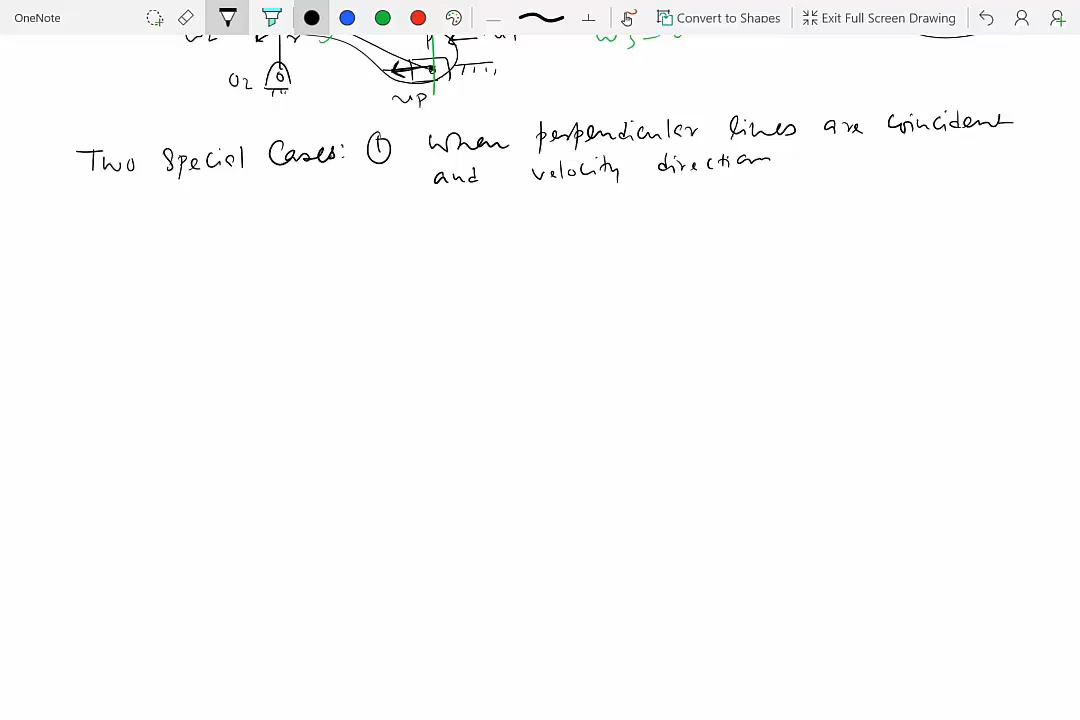 OneNote
Convert to Shapes
Exit Full Screen Drawing
O2
Two Special Cases: ① When perpendicular lines are coincident
and velocity direction